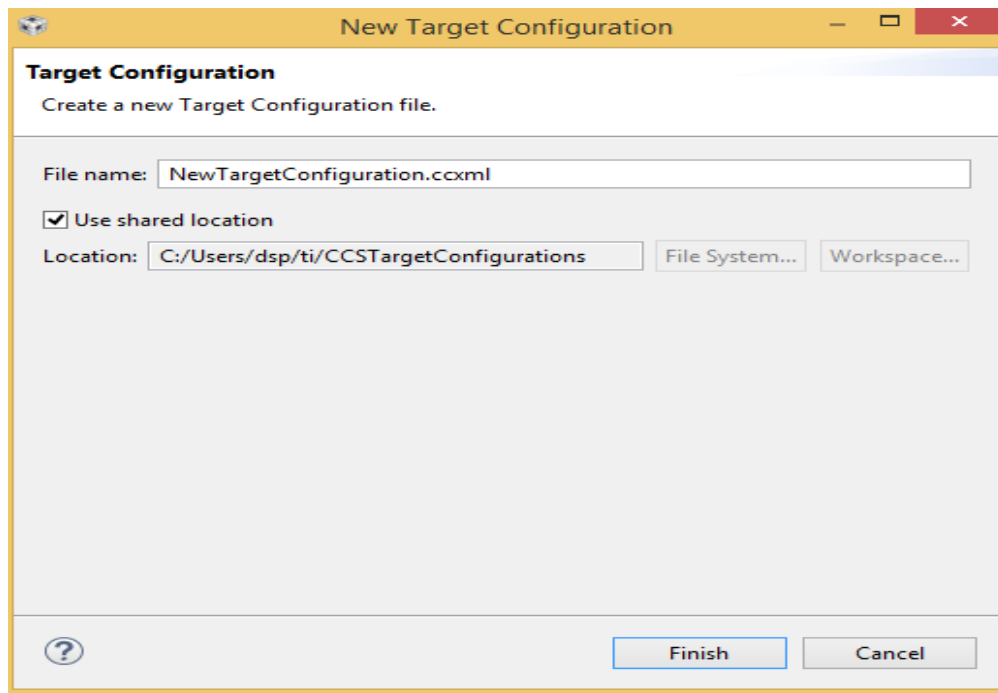 New Target Configuration
Target Configuration
Create a new Target Configuration file.
File name: NewTargetConfiguration.ccxml
Use shared location
Location: C:/Users/dsp/ti/CCSTargetConfigurations File System... Workspace...
? Finish Cancel